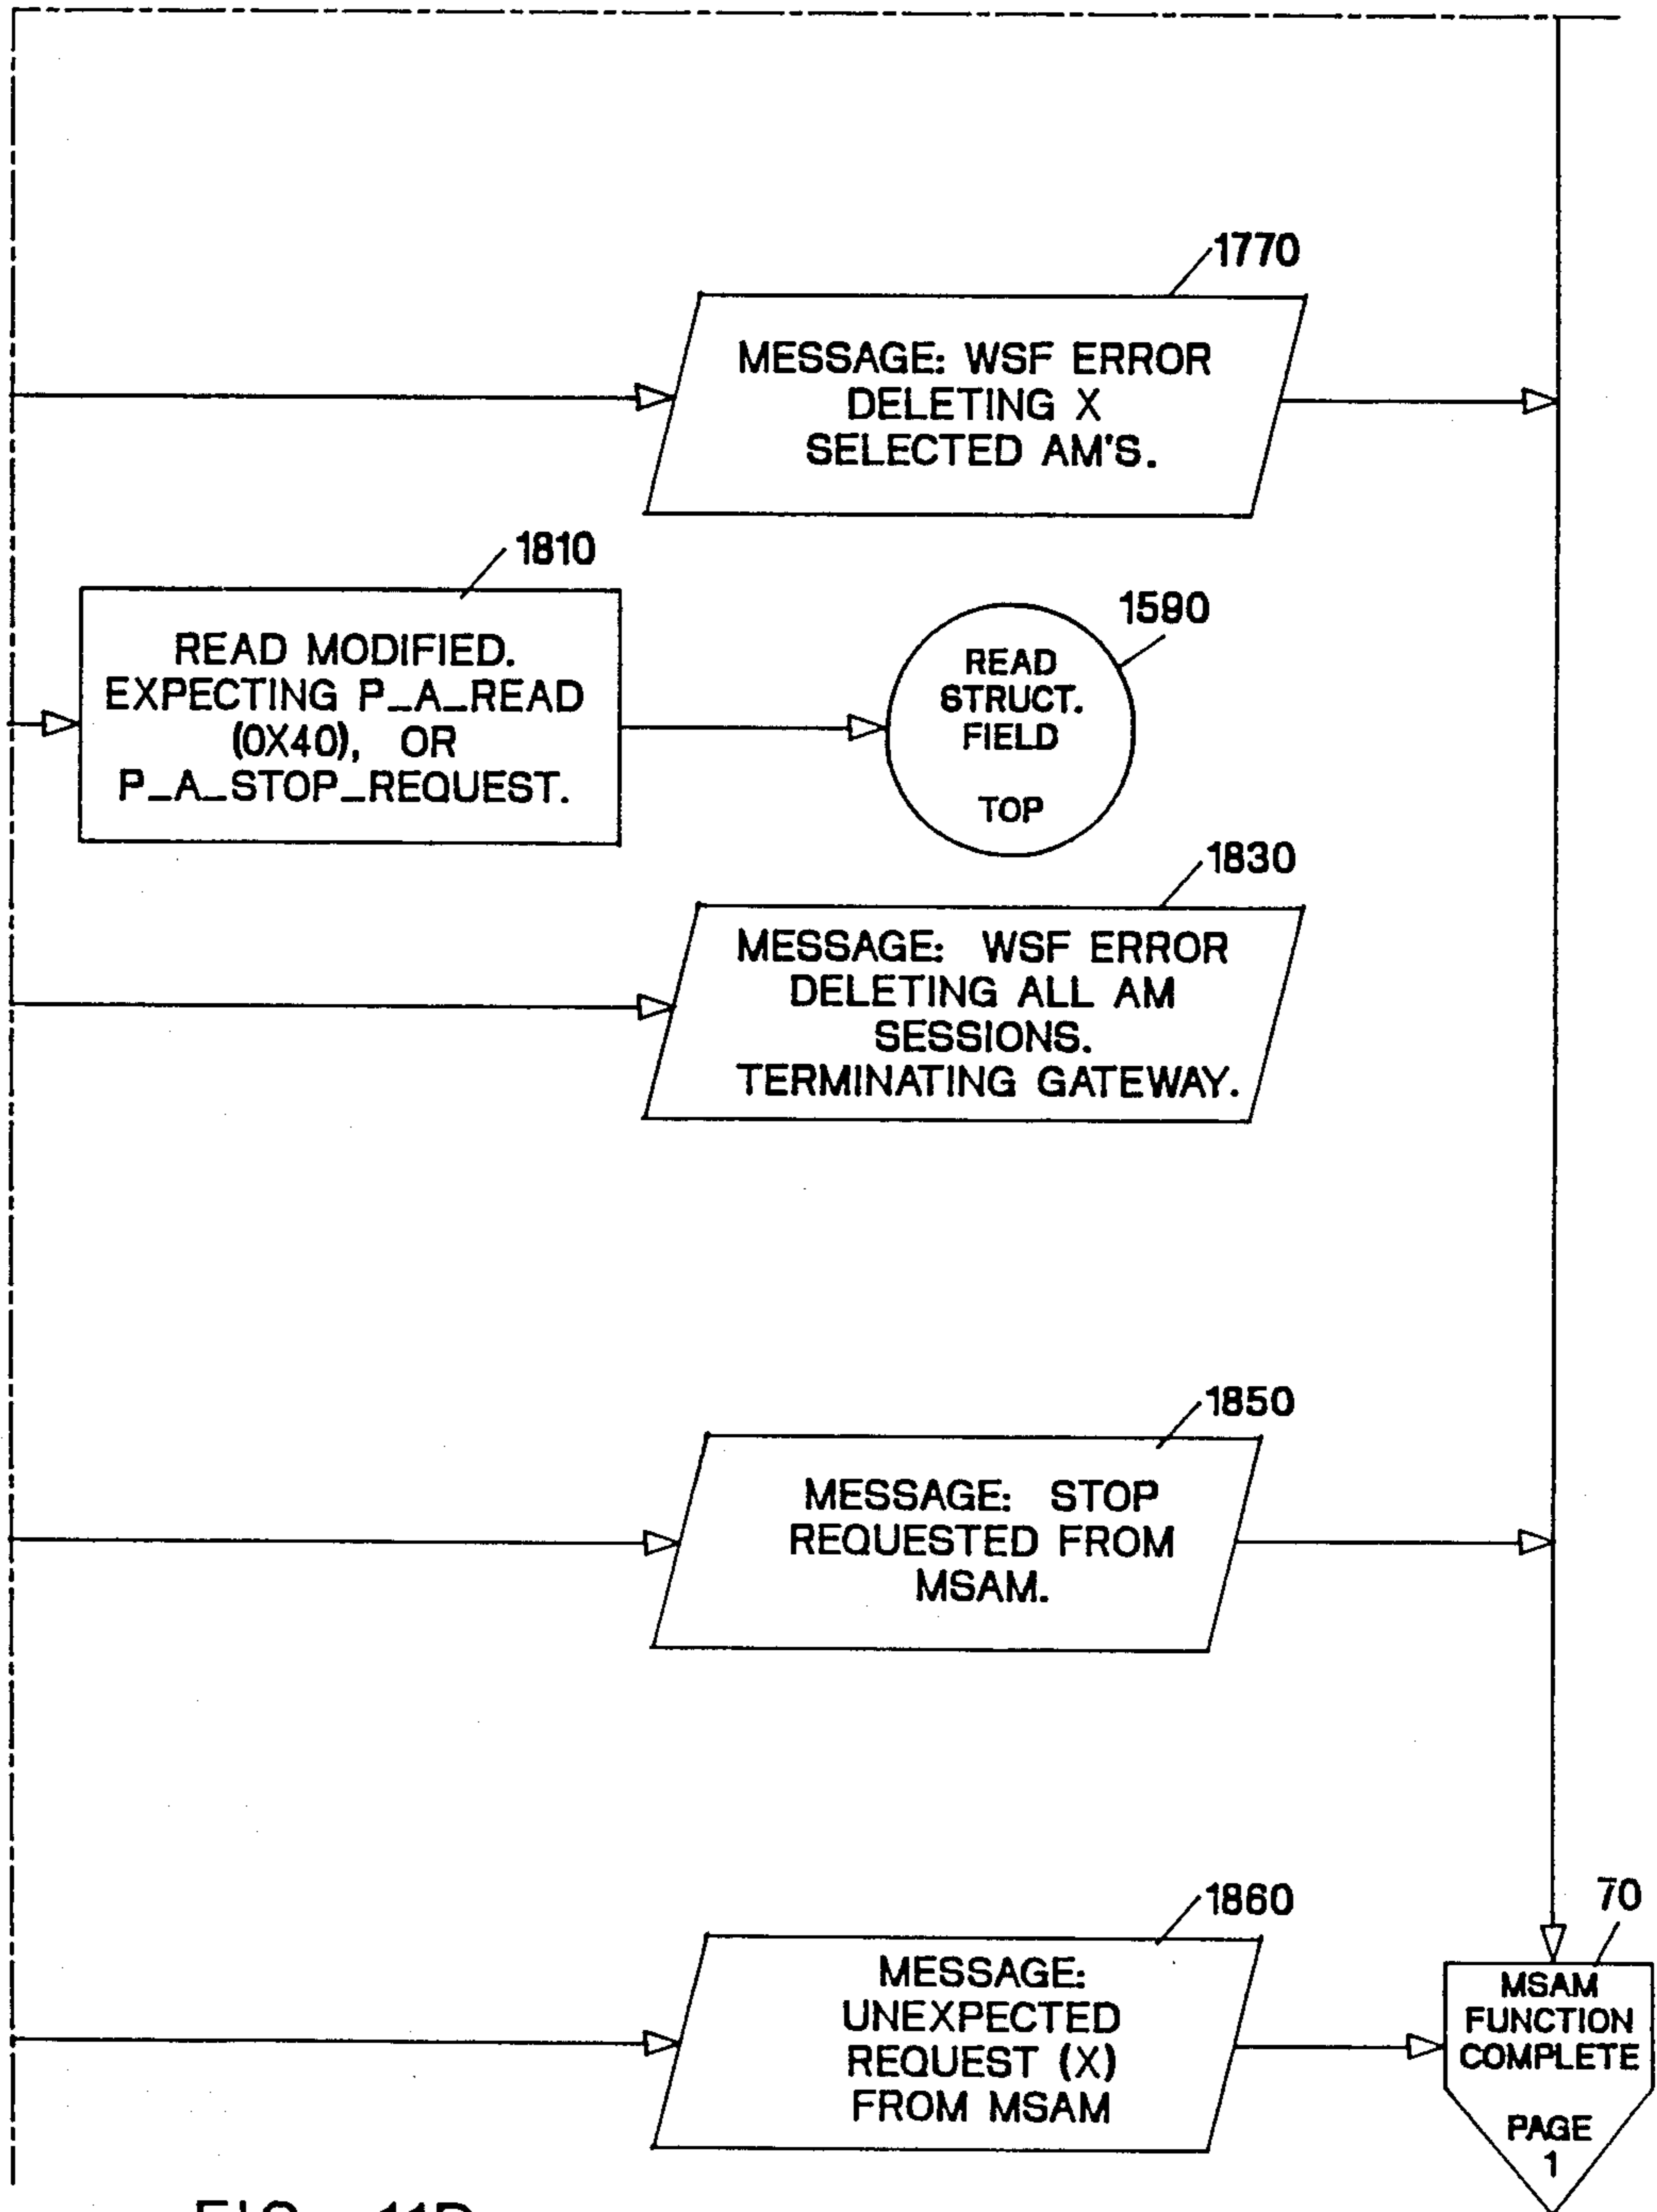 1770
MESSAGE: WSF ERROR
DELETING X
SELECTED AM'S.
1810
READ MODIFIED.
EXPECTING P_A_READ
(0X40), OR
P_A_STOP_REQUEST.
1590
READ
STRUCT.
FIELD
TOP
1830
MESSAGE: WSF ERROR
DELETING ALL AM
SESSIONS.
TERMINATING GATEWAY.
1850
MESSAGE: STOP
REQUESTED FROM
MSAM.
1860
MESSAGE:
UNEXPECTED
REQUEST (X)
FROM MSAM
70
MSAM
FUNCTION
COMPLETE
PAGE
1